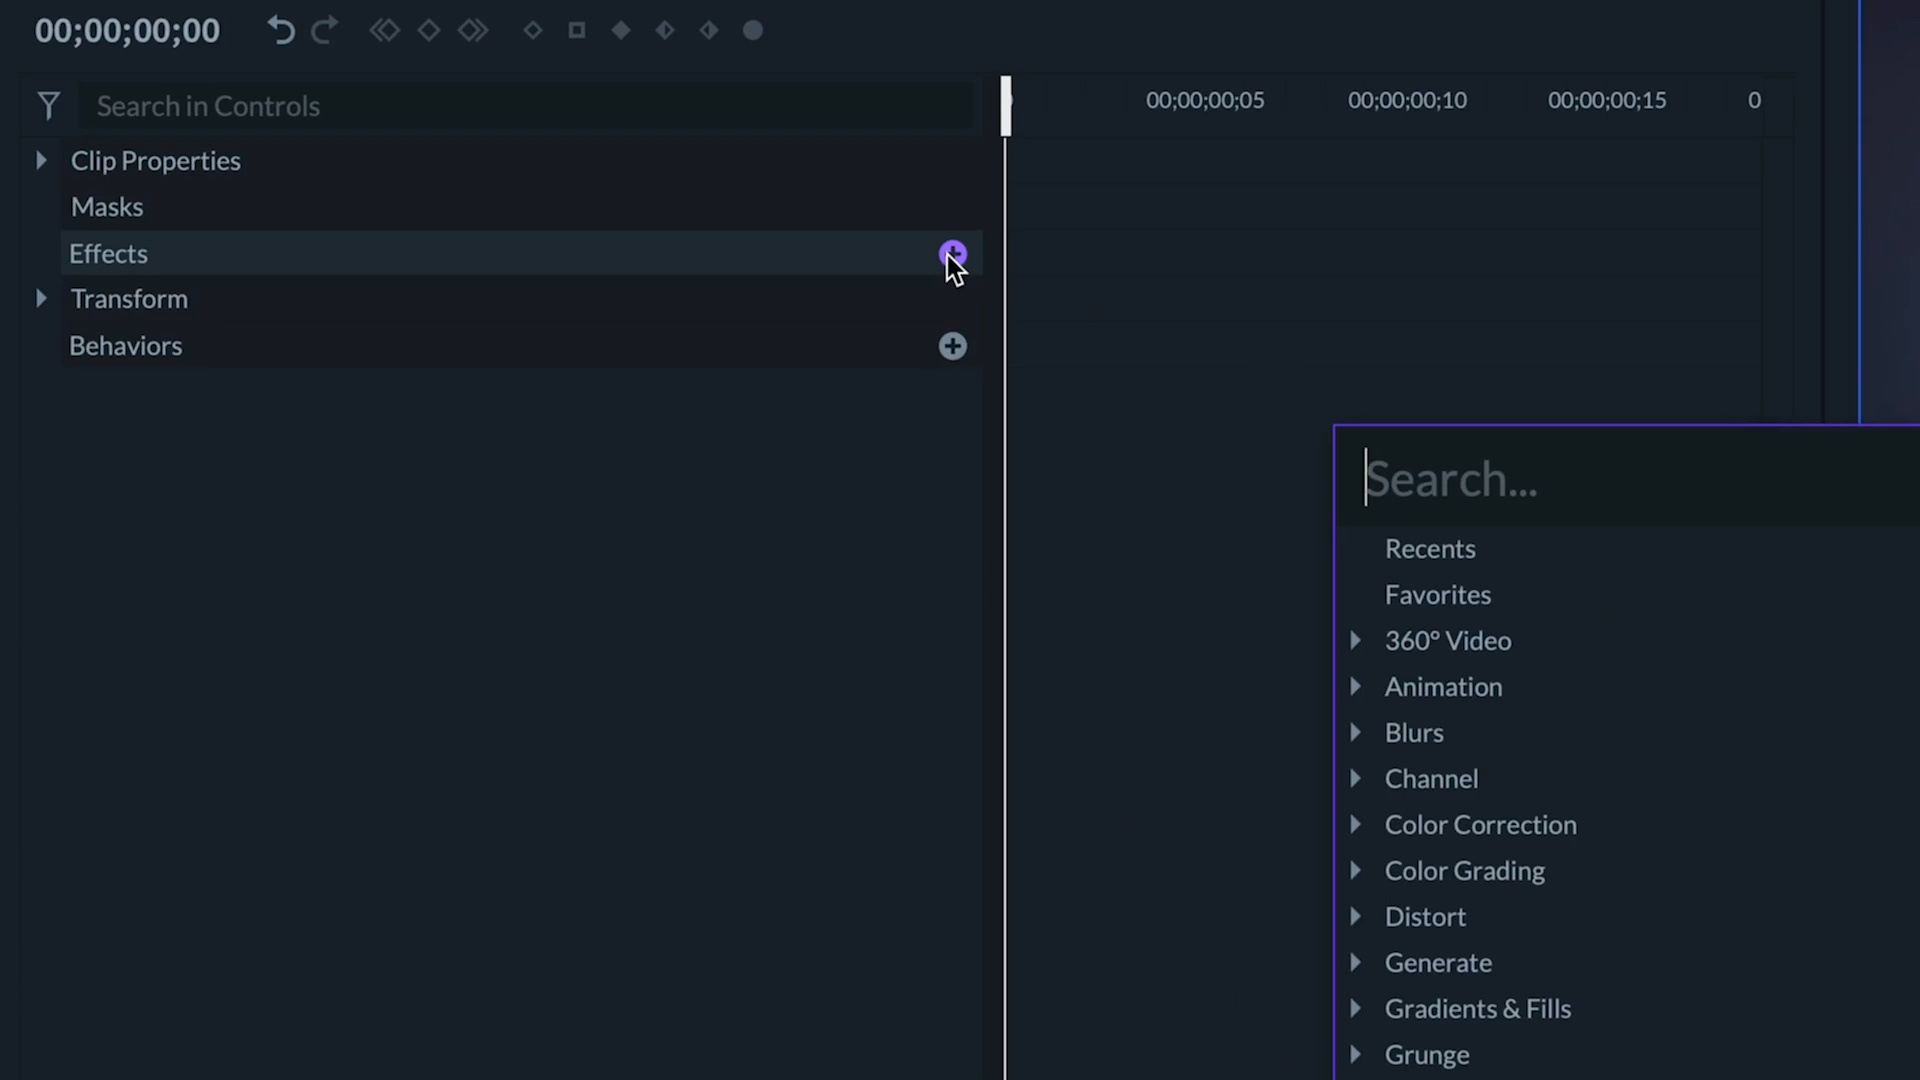 00;00;00;00
Search in Controls
00;00;00;05
00;00;00;10
00;00;00;15
0
Clip Properties
Masks
Effects
Transform
Behaviors
Search...
Recents
Favorites
360° Video
Animation
Blurs
Channel
Color Correction
Color Grading
Distort
Generate
Gradients & Fills
Grunge